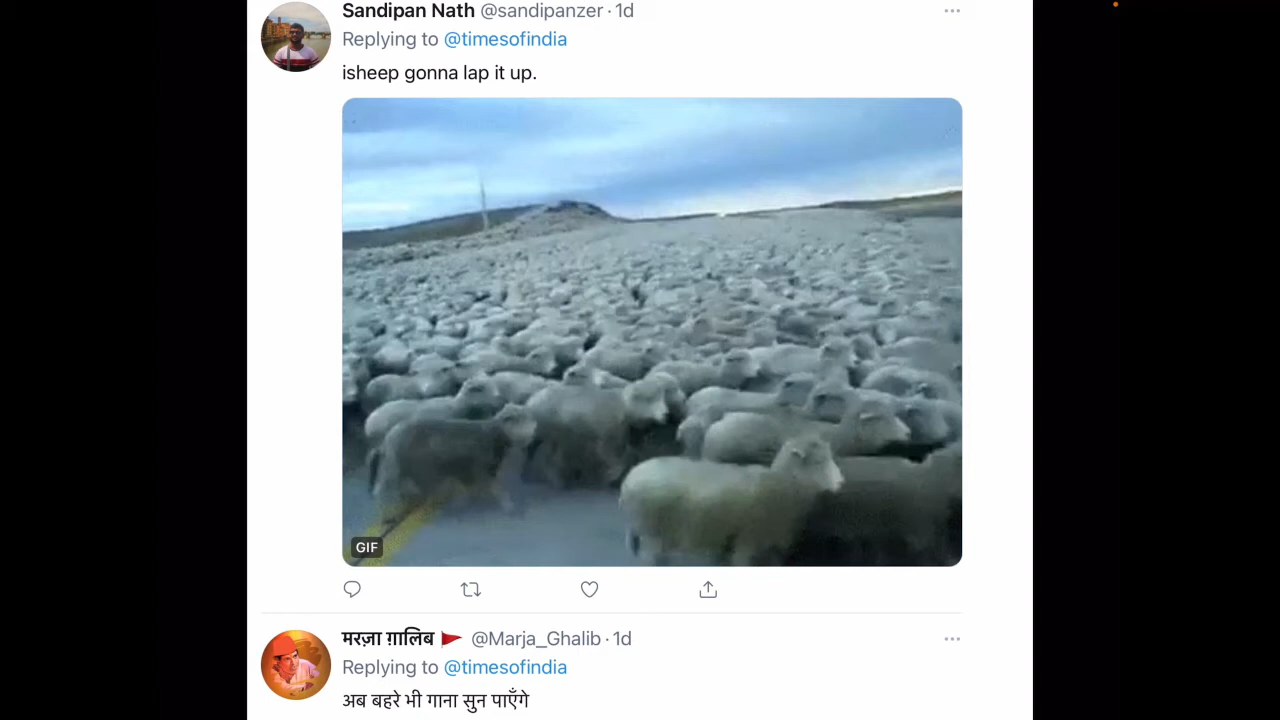 Sandipan Nath @sandipanzer · 1d
Replying to @timesofindia
isheep gonna lap it up.
GIF
मरज़ा ग़ालिब 🚩 @Marja_Ghalib · 1d
Replying to @timesofindia
अब बहरे भी गाना सुन पाएँगे